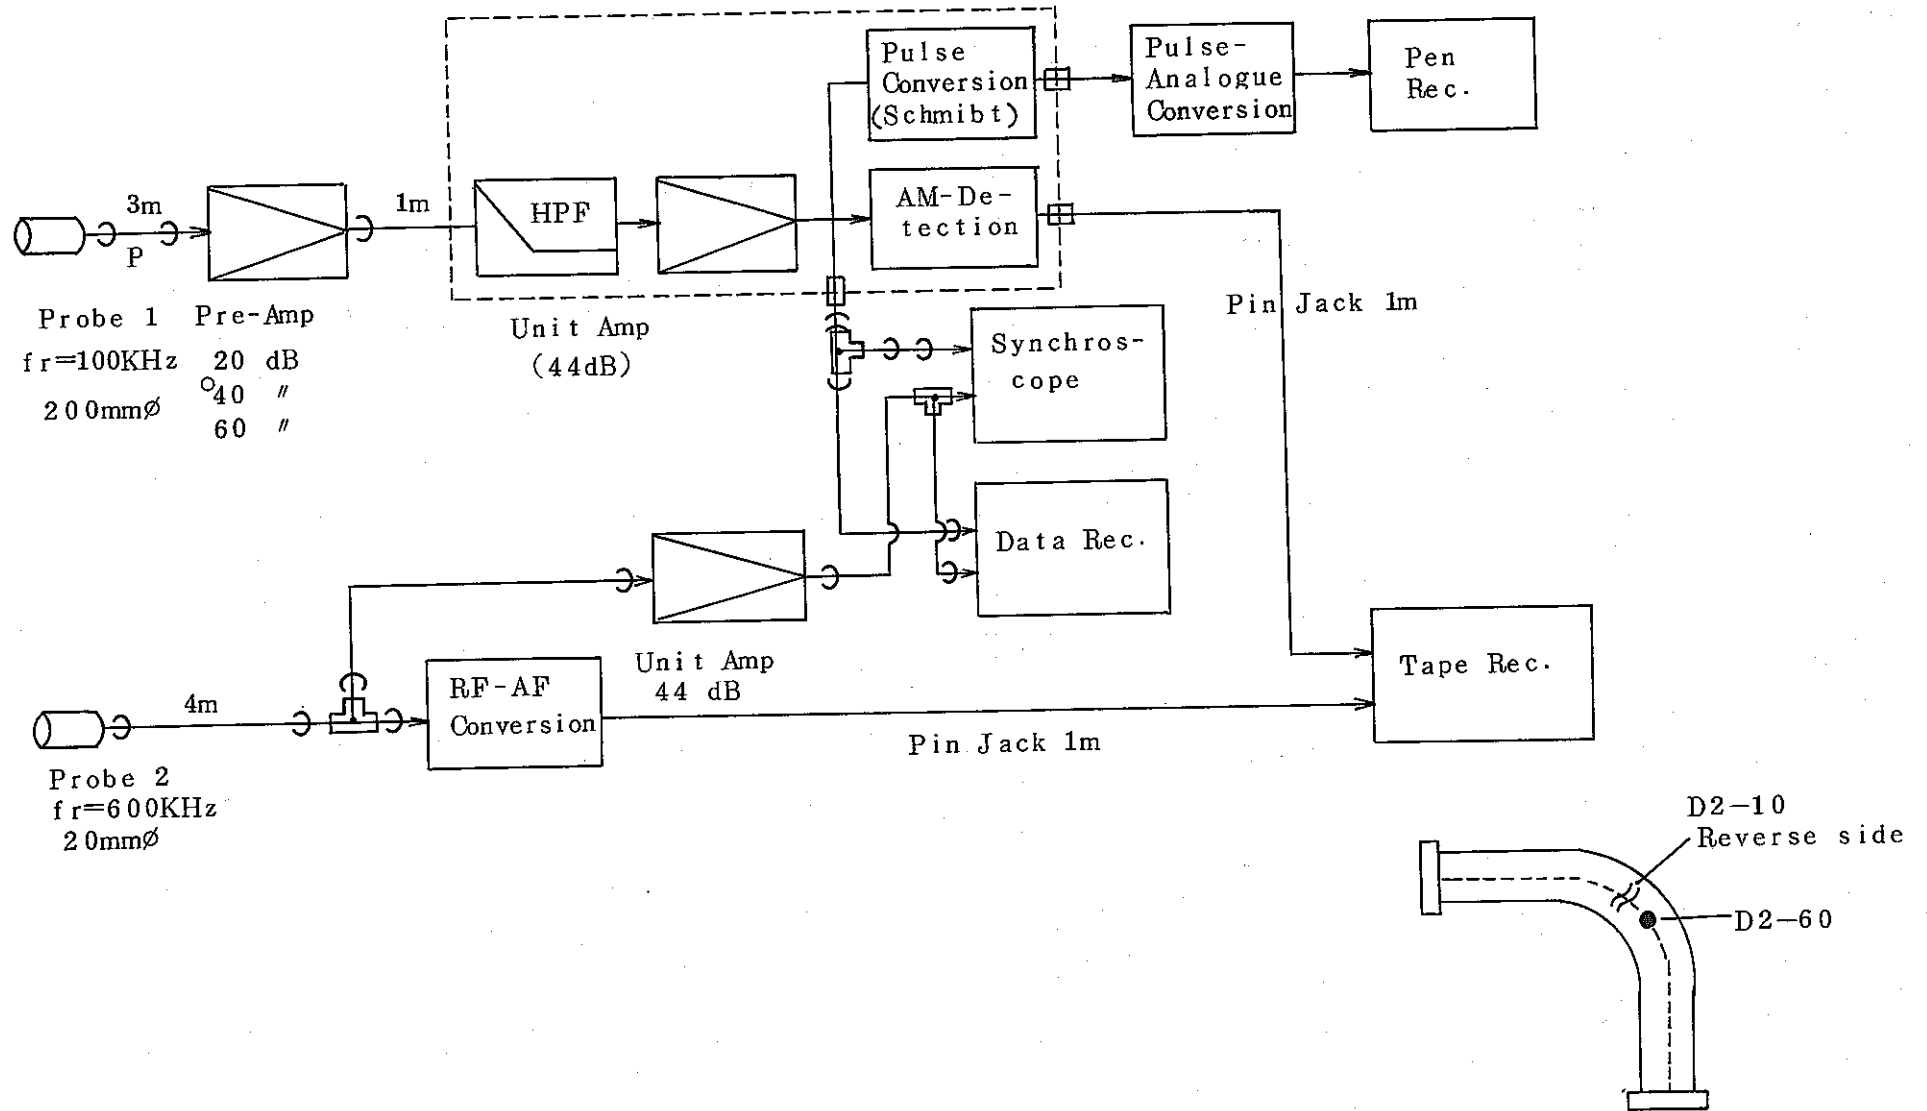 Pulse
Conversion
(Schmibt)
Pulse-
Analogue
Conversion
Pen
Rec.
3m
P
1m
HPF
AM-De-
tection
Probe 1
fr=100KHz
200mmØ
Pre-Amp
20 dB
○40 〃
60 〃
Unit Amp
(44dB)
Synchros-
cope
Pin Jack 1m
Data Rec.
Unit Amp
44 dB
Tape Rec.
4m
RF-AF
Conversion
Pin Jack 1m
Probe 2
fr=600KHz
20mmØ
D2-10
Reverse side
D2-60